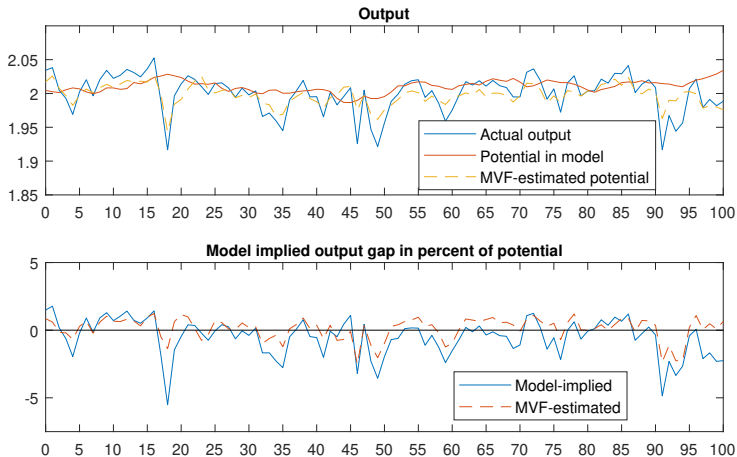 Output
2.05
2
1.95
1.9
1.85
Actual output
Potential in model
MVF-estimated potential
0 5 10 15 20 25 30 35 40 45 50 55 60 65 70 75 80 85 90 95 100
Model implied output gap in percent of potential
5
0
-5
Model-implied
MVF-estimated
0 5 10 15 20 25 30 35 40 45 50 55 60 65 70 75 80 85 90 95 100